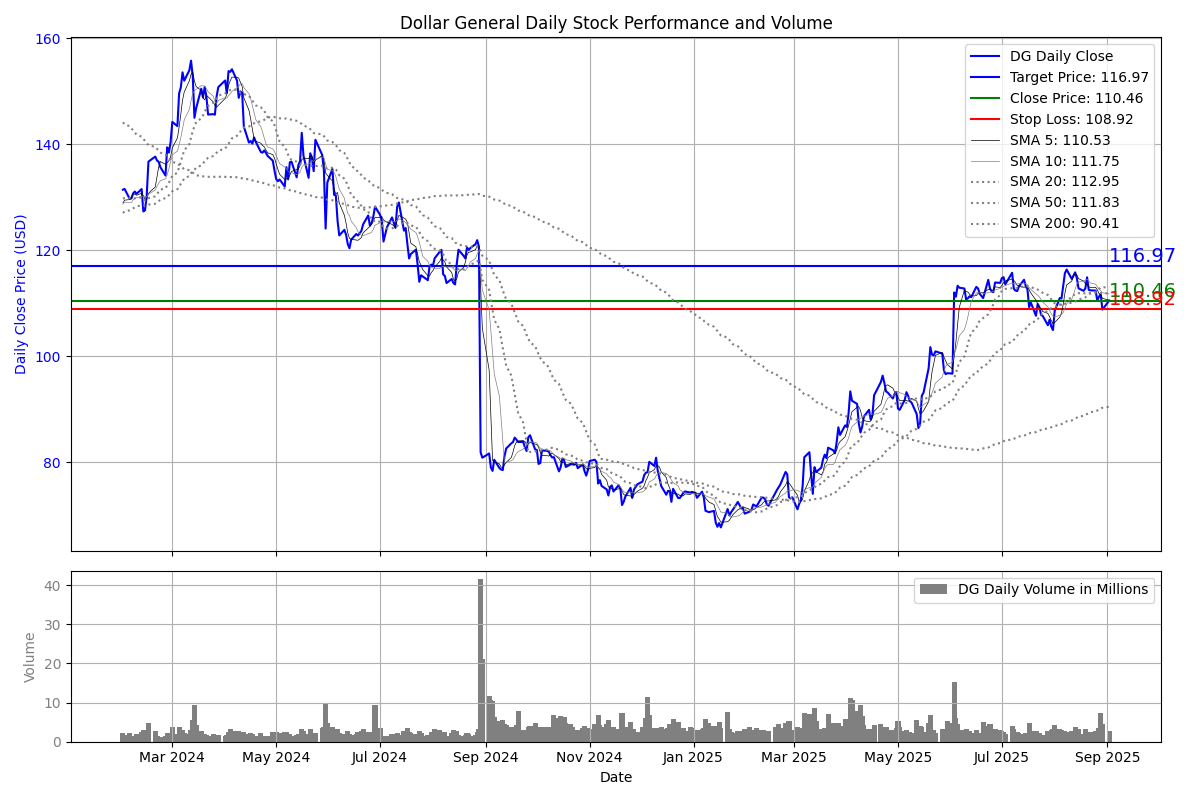 Dollar General Daily Stock Performance and Volume
160
140
120
100
80
Daily Close Price (USD)
DG Daily Close
Target Price: 116.97
Close Price: 110.46
Stop Loss: 108.92
SMA 5: 110.53
SMA 10: 111.75
SMA 20: 112.95
SMA 50: 111.83
SMA 200: 90.41
116.97
110.46
108.92
40
30
20
10
0
Volume
DG Daily Volume in Millions
Mar 2024 May 2024 Jul 2024 Sep 2024 Nov 2024 Jan 2025 Mar 2025 May 2025 Jul 2025 Sep 2025
Date